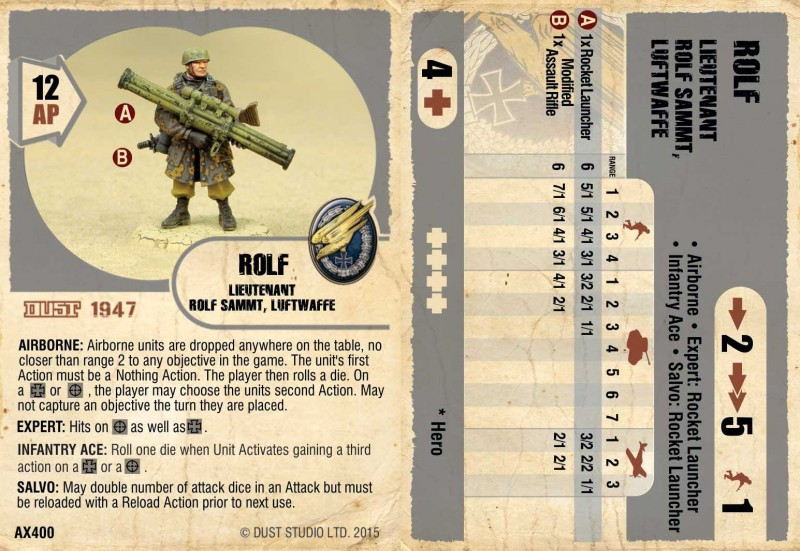 12
AP
A
B
ROLF
LIEUTENANT
ROLF SAMMT, LUFTWAFFE
DUST 1947
AIRBORNE: Airborne units are dropped anywhere on the table, no
closer than range 2 to any objective in the game. The unit's first
Action must be a Nothing Action. The player then rolls a die. On
a or , the player may choose the units second Action. May
not capture an objective the turn they are placed.
EXPERT: Hits on as well as .
INFANTRY ACE: Roll one die when Unit Activates gaining a third
action on a or a .
SALVO: May double number of attack dice in an Attack but must
be reloaded with a Reload Action prior to next use.
AX400
© DUST STUDIO LTD. 2015
ROLF
LIEUTENANT
ROLF SAMMT,
LUFTWAFFE
2 5 1
• Airborne • Expert: Rocket Launcher
• Infantry Ace • Salvo: Rocket Launcher
RANGE 1 2 3 4 1 2 3 4 5 6 7 1 2 3
A 1x Rocket Launcher 6 5/1 5/1 4/1 3/1 3/2 2/1 1/1 3/2 2/2 1/1
B 1x Modified
Assault Rifle 6 7/1 6/1 4/1 3/1 4/1 2/1 2/1 2/1
4
* Hero